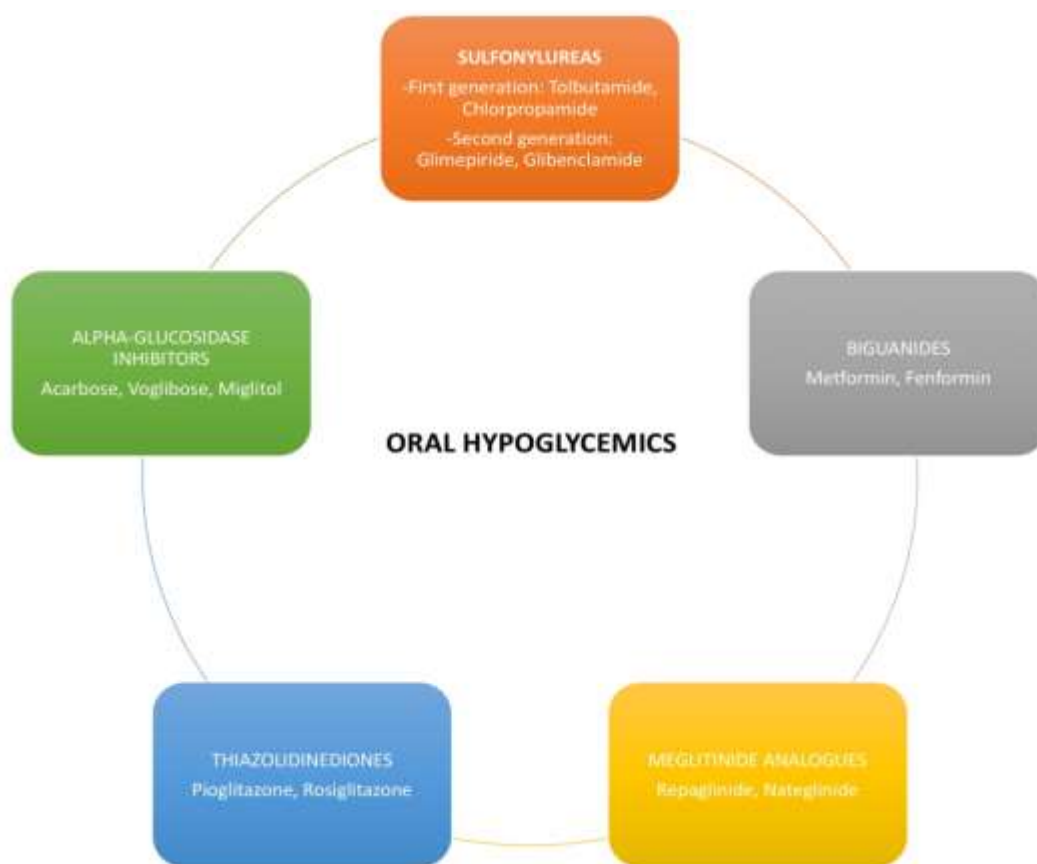 SULFONYLUREAS
-First generation: Tolbutamide,
Chlorpropamide
-Second generation:
Glimepiride, Glibenclamide
ALPHA-GLUCOSIDASE
INHIBITORS
Acarbose, Voglibose, Miglitol
BIGUANIDES
Metformin, Fenformin
ORAL HYPOGLYCEMICS
THIAZOLIDINEDIONES
Pioglitazone, Rosiglitazone
MEGLITINIDE ANALOGUES
Repaglinide, Nateglinide